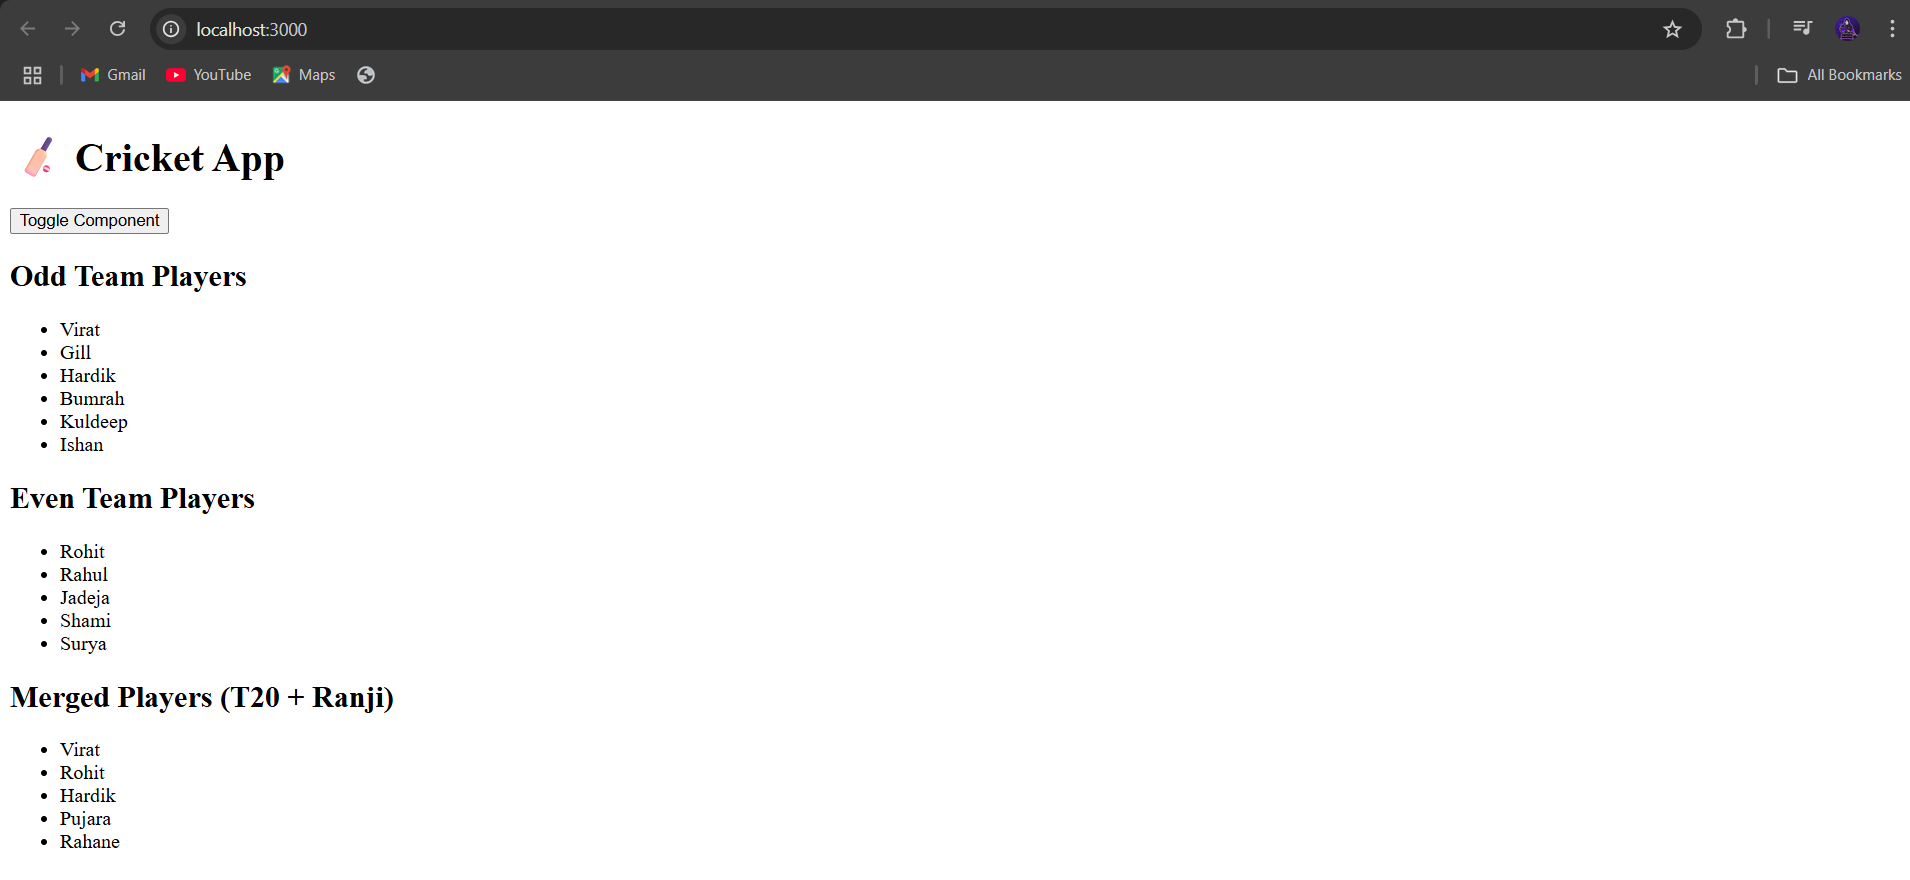 localhost:3000
Gmail YouTube Maps All Bookmarks
Cricket App
Toggle Component
Odd Team Players
Virat
Gill
Hardik
Bumrah
Kuldeep
Ishan
Even Team Players
Rohit
Rahul
Jadeja
Shami
Surya
Merged Players (T20 + Ranji)
Virat
Rohit
Hardik
Pujara
Rahane